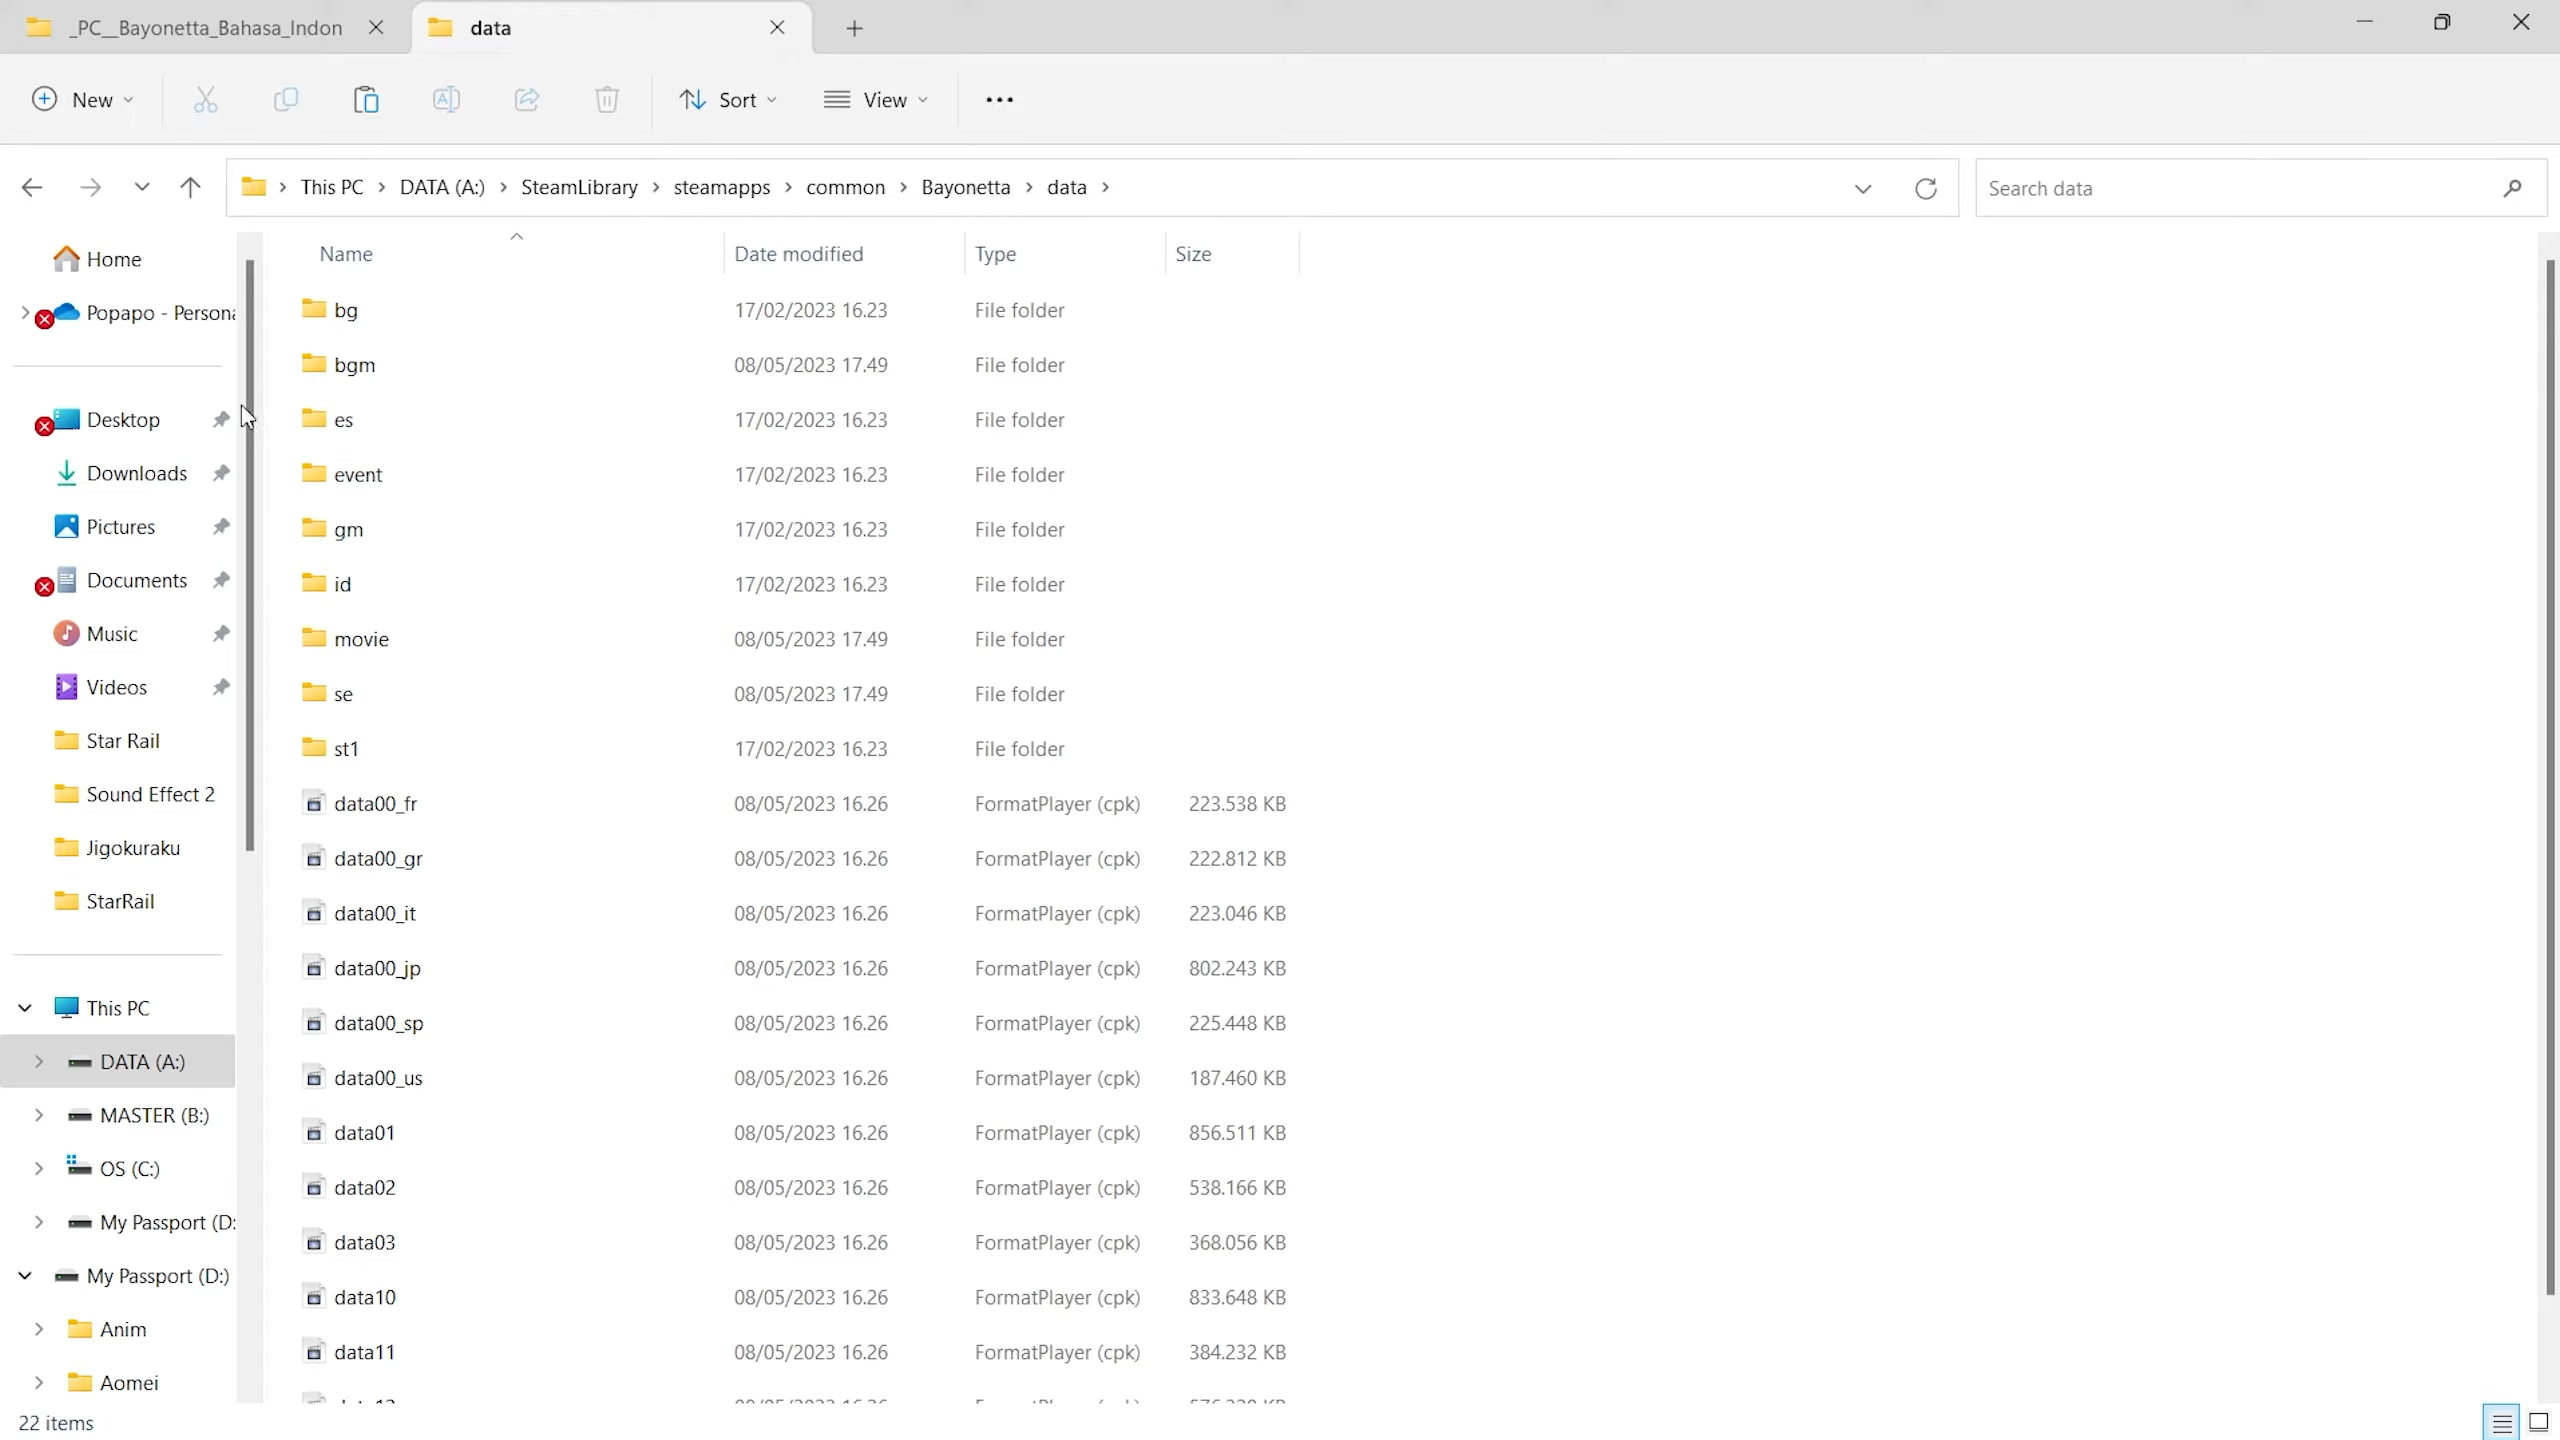 _PC__Bayonetta_Bahasa_Indon
data
New
Sort
View
This PC > DATA (A:) > SteamLibrary > steamapps > common > Bayonetta > data >
Search data
Home
Popapo - Persona
Desktop
Downloads
Pictures
Documents
Music
Videos
Star Rail
Sound Effect 2
Jigokuraku
StarRail
This PC
DATA (A:)
MASTER (B:)
OS (C:)
My Passport (D:
My Passport (D:)
Anim
Aomei
Name Date modified Type Size
bg 17/02/2023 16.23 File folder
bgm 08/05/2023 17.49 File folder
es 17/02/2023 16.23 File folder
event 17/02/2023 16.23 File folder
gm 17/02/2023 16.23 File folder
id 17/02/2023 16.23 File folder
movie 08/05/2023 17.49 File folder
se 08/05/2023 17.49 File folder
st1 17/02/2023 16.23 File folder
data00_fr 08/05/2023 16.26 FormatPlayer (cpk) 223.538 KB
data00_gr 08/05/2023 16.26 FormatPlayer (cpk) 222.812 KB
data00_it 08/05/2023 16.26 FormatPlayer (cpk) 223.046 KB
data00_jp 08/05/2023 16.26 FormatPlayer (cpk) 802.243 KB
data00_sp 08/05/2023 16.26 FormatPlayer (cpk) 225.448 KB
data00_us 08/05/2023 16.26 FormatPlayer (cpk) 187.460 KB
data01 08/05/2023 16.26 FormatPlayer (cpk) 856.511 KB
data02 08/05/2023 16.26 FormatPlayer (cpk) 538.166 KB
data03 08/05/2023 16.26 FormatPlayer (cpk) 368.056 KB
data10 08/05/2023 16.26 FormatPlayer (cpk) 833.648 KB
data11 08/05/2023 16.26 FormatPlayer (cpk) 384.232 KB
22 items